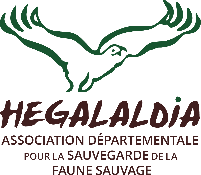 HEGALALDIA
ASSOCIATION DÉPARTEMENTALE
POUR LA SAUVEGARDE DE LA
FAUNE SAUVAGE